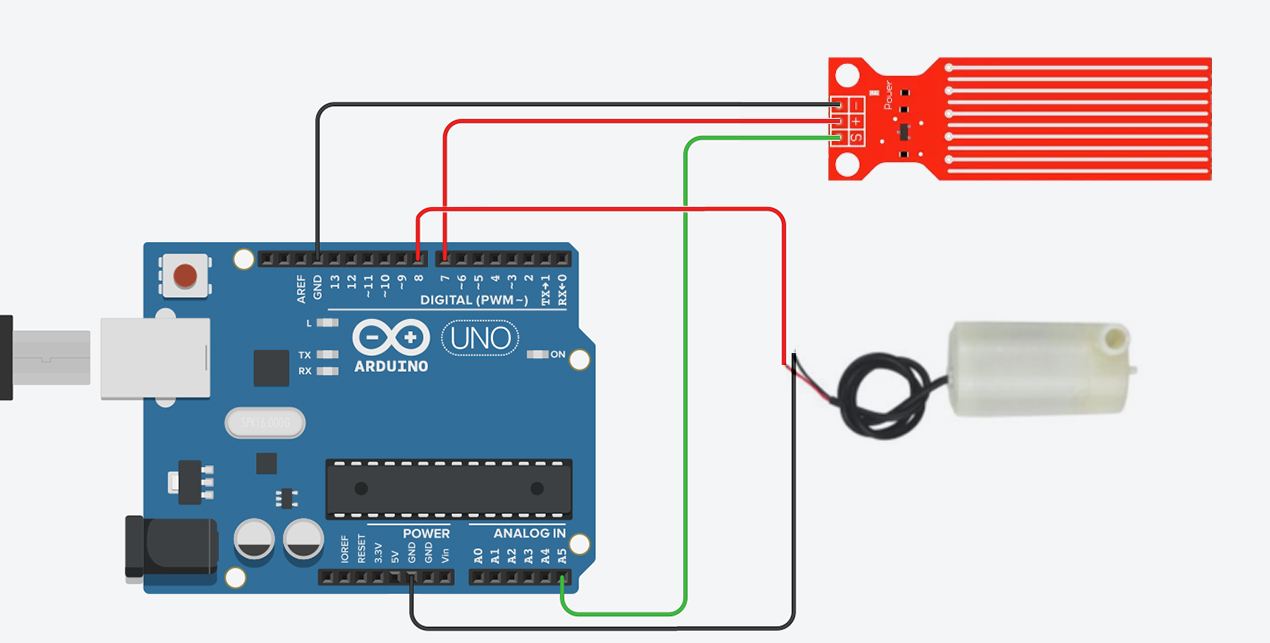 Power
−
+
S
AREF
GND
13
12
~11
~10
~9
8
7
~6
~5
4
~3
2
TX→1
RX←0
DIGITAL (PWM~)
L
TX
RX
UNO
ON
ARDUINO
SPK16.000G
IOREF
RESET
3.3V
5V
GND
GND
Vin
POWER
ANALOG IN
A0
A1
A2
A3
A4
A5